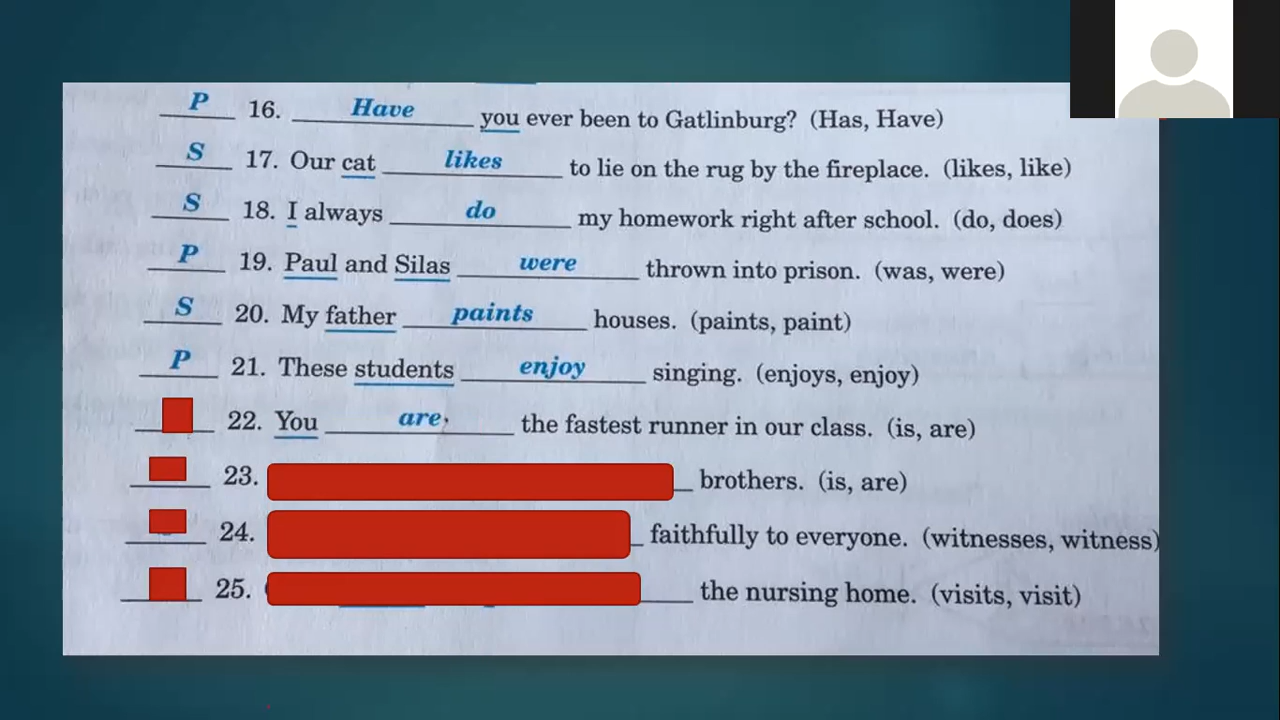 P 16. Have you ever been to Gatlinburg? (Has, Have)
S 17. Our cat likes to lie on the rug by the fireplace. (likes, like)
S 18. I always do my homework right after school. (do, does)
P 19. Paul and Silas were thrown into prison. (was, were)
S 20. My father paints houses. (paints, paint)
P 21. These students enjoy singing. (enjoys, enjoy)
22. You are the fastest runner in our class. (is, are)
23. brothers. (is, are)
24. faithfully to everyone. (witnesses, witness)
25. the nursing home. (visits, visit)